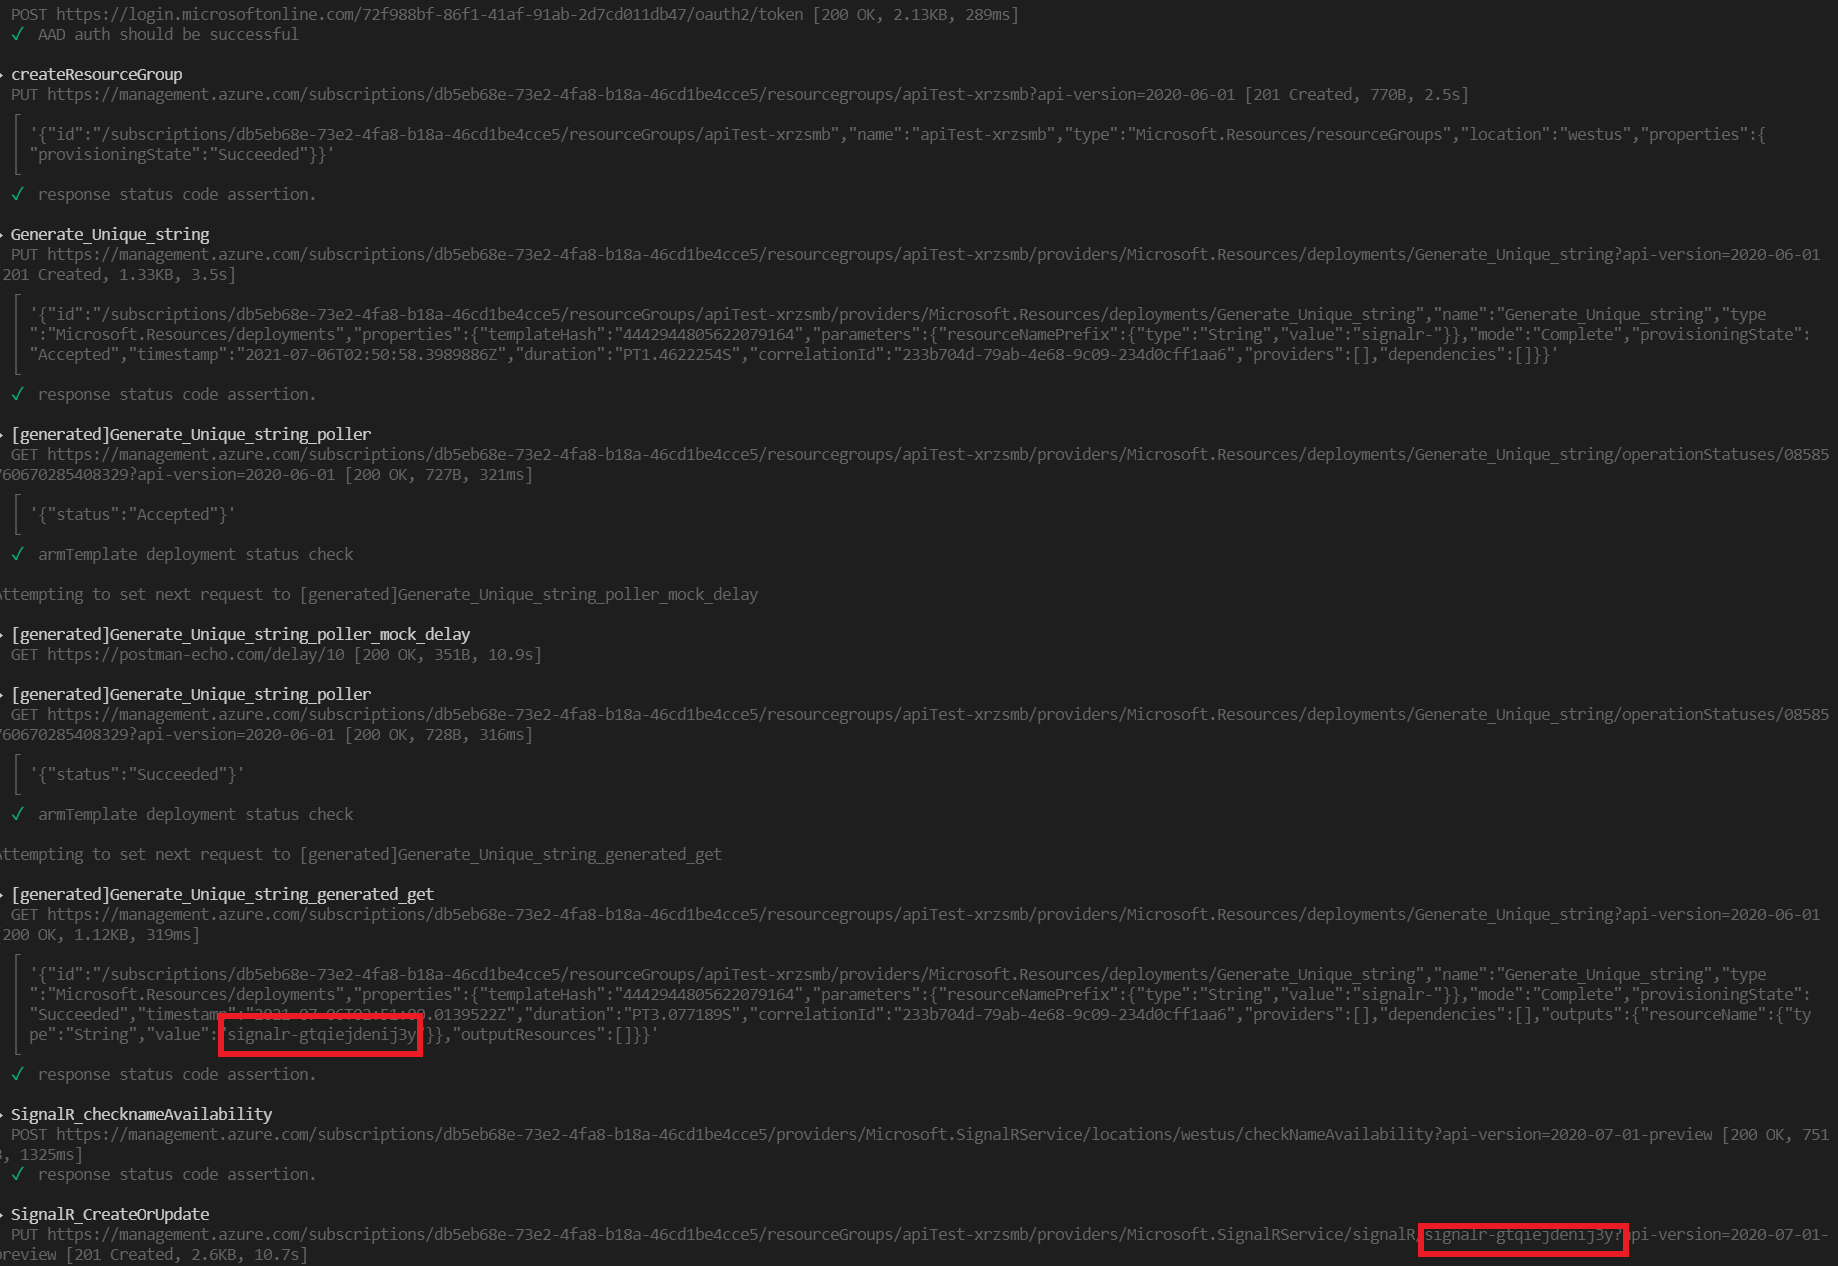 POST https://login.microsoftonline.com/72f988bf-86f1-41af-91ab-2d7cd011db47/oauth2/token [200 OK, 2.13KB, 289ms]
✓ AAD auth should be successful
createResourceGroup
PUT https://management.azure.com/subscriptions/db5eb68e-73e2-4fa8-b18a-46cd1be4cce5/resourcegroups/apiTest-xrzsmb?api-version=2020-06-01 [201 Created, 770B, 2.5s]
'{"id":"/subscriptions/db5eb68e-73e2-4fa8-b18a-46cd1be4cce5/resourceGroups/apiTest-xrzsmb","name":"apiTest-xrzsmb","type":"Microsoft.Resources/resourceGroups","location":"westus","properties":{
"provisioningState":"Succeeded"}}'
✓ response status code assertion.
Generate_Unique_string
PUT https://management.azure.com/subscriptions/db5eb68e-73e2-4fa8-b18a-46cd1be4cce5/resourcegroups/apiTest-xrzsmb/providers/Microsoft.Resources/deployments/Generate_Unique_string?api-version=2020-06-01
201 Created, 1.33KB, 3.5s]
'{"id":"/subscriptions/db5eb68e-73e2-4fa8-b18a-46cd1be4cce5/resourceGroups/apiTest-xrzsmb/providers/Microsoft.Resources/deployments/Generate_Unique_string","name":"Generate_Unique_string","type
":"Microsoft.Resources/deployments","properties":{"templateHash":"4442944805622079164","parameters":{"resourceNamePrefix":{"type":"String","value":"signalr-"}},"mode":"Complete","provisioningState":
"Accepted","timestamp":"2021-07-06T02:50:58.3989886Z","duration":"PT1.4622254S","correlationId":"233b704d-79ab-4e68-9c09-234d0cff1aa6","providers":[],"dependencies":[]}}'
✓ response status code assertion.
[generated]Generate_Unique_string_poller
GET https://management.azure.com/subscriptions/db5eb68e-73e2-4fa8-b18a-46cd1be4cce5/resourcegroups/apiTest-xrzsmb/providers/Microsoft.Resources/deployments/Generate_Unique_string/operationStatuses/08585
760670285408329?api-version=2020-06-01 [200 OK, 727B, 321ms]
'{"status":"Accepted"}'
✓ armTemplate deployment status check
Attempting to set next request to [generated]Generate_Unique_string_poller_mock_delay
[generated]Generate_Unique_string_poller_mock_delay
GET https://postman-echo.com/delay/10 [200 OK, 351B, 10.9s]
[generated]Generate_Unique_string_poller
GET https://management.azure.com/subscriptions/db5eb68e-73e2-4fa8-b18a-46cd1be4cce5/resourcegroups/apiTest-xrzsmb/providers/Microsoft.Resources/deployments/Generate_Unique_string/operationStatuses/08585
760670285408329?api-version=2020-06-01 [200 OK, 728B, 316ms]
'{"status":"Succeeded"}'
✓ armTemplate deployment status check
Attempting to set next request to [generated]Generate_Unique_string_generated_get
[generated]Generate_Unique_string_generated_get
GET https://management.azure.com/subscriptions/db5eb68e-73e2-4fa8-b18a-46cd1be4cce5/resourcegroups/apiTest-xrzsmb/providers/Microsoft.Resources/deployments/Generate_Unique_string?api-version=2020-06-01
200 OK, 1.12KB, 319ms]
'{"id":"/subscriptions/db5eb68e-73e2-4fa8-b18a-46cd1be4cce5/resourceGroups/apiTest-xrzsmb/providers/Microsoft.Resources/deployments/Generate_Unique_string","name":"Generate_Unique_string","type
":"Microsoft.Resources/deployments","properties":{"templateHash":"4442944805622079164","parameters":{"resourceNamePrefix":{"type":"String","value":"signalr-"}},"mode":"Complete","provisioningState":
"Succeeded","timestamp":"2021-07-06T02:51:00.0139522Z","duration":"PT3.077189S","correlationId":"233b704d-79ab-4e68-9c09-234d0cff1aa6","providers":[],"dependencies":[],"outputs":{"resourceName":{"ty
pe":"String","value":"signalr-gtqiejdenij3y"}},"outputResources":[]}}'
✓ response status code assertion.
SignalR_checknameAvailability
POST https://management.azure.com/subscriptions/db5eb68e-73e2-4fa8-b18a-46cd1be4cce5/providers/Microsoft.SignalRService/locations/westus/checkNameAvailability?api-version=2020-07-01-preview [200 OK, 751
B, 1325ms]
✓ response status code assertion.
SignalR_CreateOrUpdate
PUT https://management.azure.com/subscriptions/db5eb68e-73e2-4fa8-b18a-46cd1be4cce5/resourceGroups/apiTest-xrzsmb/providers/Microsoft.SignalRService/signalR/signalr-gtqiejdenij3y?api-version=2020-07-01-
preview [201 Created, 2.6KB, 10.7s]